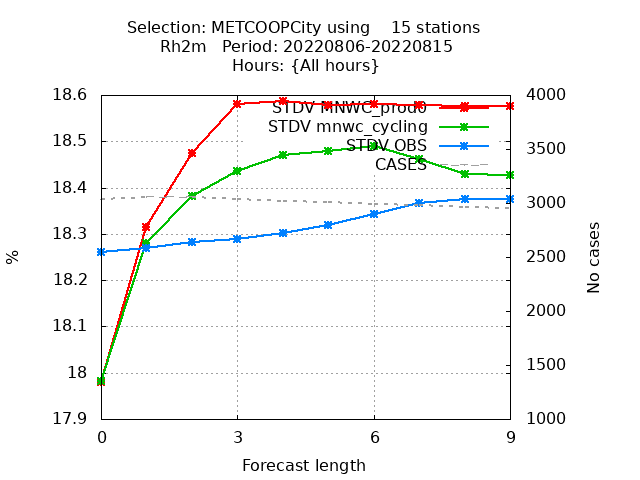 Selection: METCOOPCity using 15 stations
Rh2m Period: 20220806-20220815
Hours: {All hours}
18.6 4000
STDV MNWC_prod0
STDV mnwc_cycling
18.5 3500
STDV OBS
CASES
18.4 3000
18.3 2500
18.2 2000
18.1 1500
18
17.9 1000
%
No cases
0 3 6 9
Forecast length